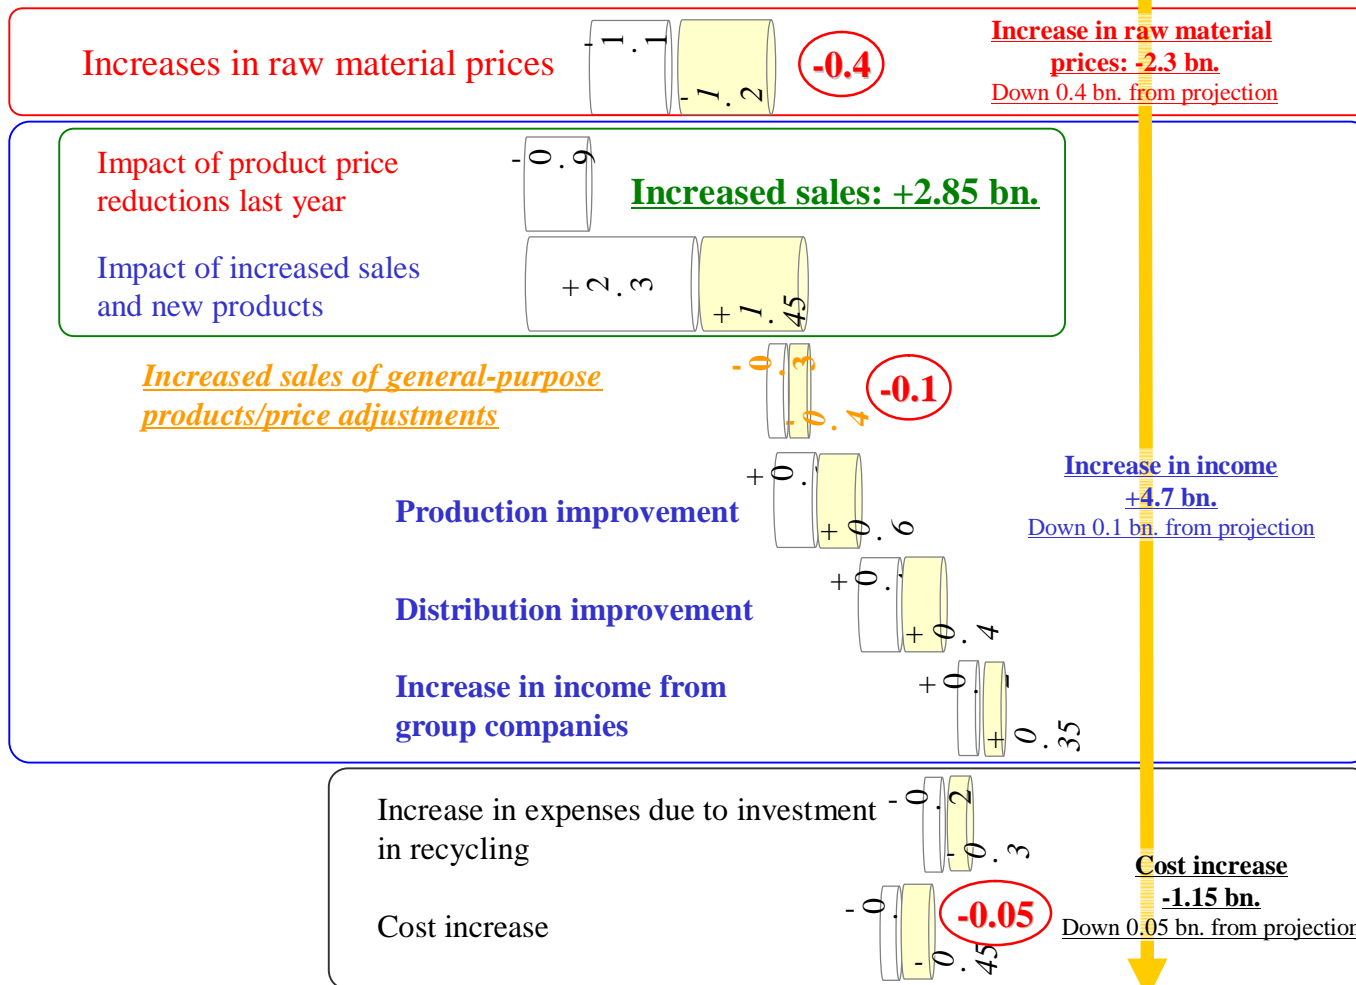 Increases in raw material prices
-1.1
-1.2
-0.4
Increase in raw material
prices: -2.3 bn.
Down 0.4 bn. from projection
Impact of product price
reductions last year
-0.9
Increased sales: +2.85 bn.
Impact of increased sales
and new products
+2.3
+1.45
Increased sales of general-purpose
products/price adjustments
-0.3
-0.4
-0.1
Production improvement
+0.6
Increase in income
+4.7 bn.
Down 0.1 bn. from projection
Distribution improvement
+0.4
Increase in income from
group companies
+0.35
Increase in expenses due to investment
in recycling
-0.2
-0.3
Cost increase
-0.45
-0.05
Cost increase
-1.15 bn.
Down 0.05 bn. from projection